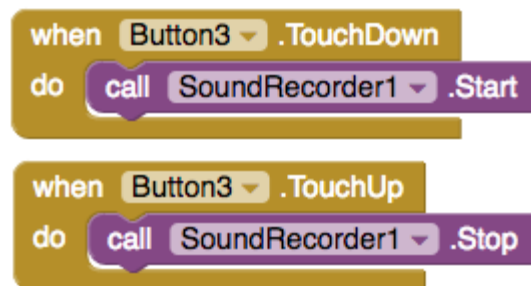 when Button3 .TouchDown
do call SoundRecorder1 .Start
when Button3 .TouchUp
do call SoundRecorder1 .Stop